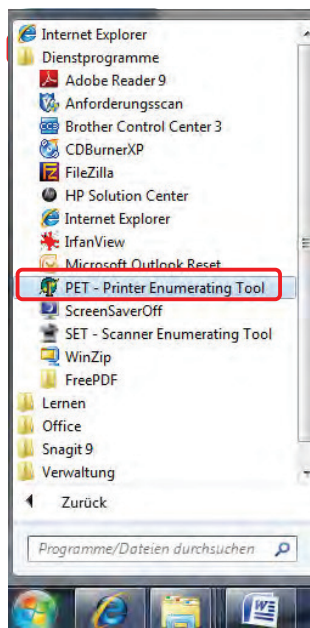 Internet Explorer
Dienstprogramme
Adobe Reader 9
Anforderungsscan
Brother Control Center 3
CDBurnerXP
FileZilla
HP Solution Center
Internet Explorer
IrfanView
Microsoft Outlook Reset
PET - Printer Enumerating Tool
ScreenSaverOff
SET - Scanner Enumerating Tool
WinZip
FreePDF
Lernen
Office
Snagit 9
Verwaltung
Zurück
Programme/Dateien durchsuchen